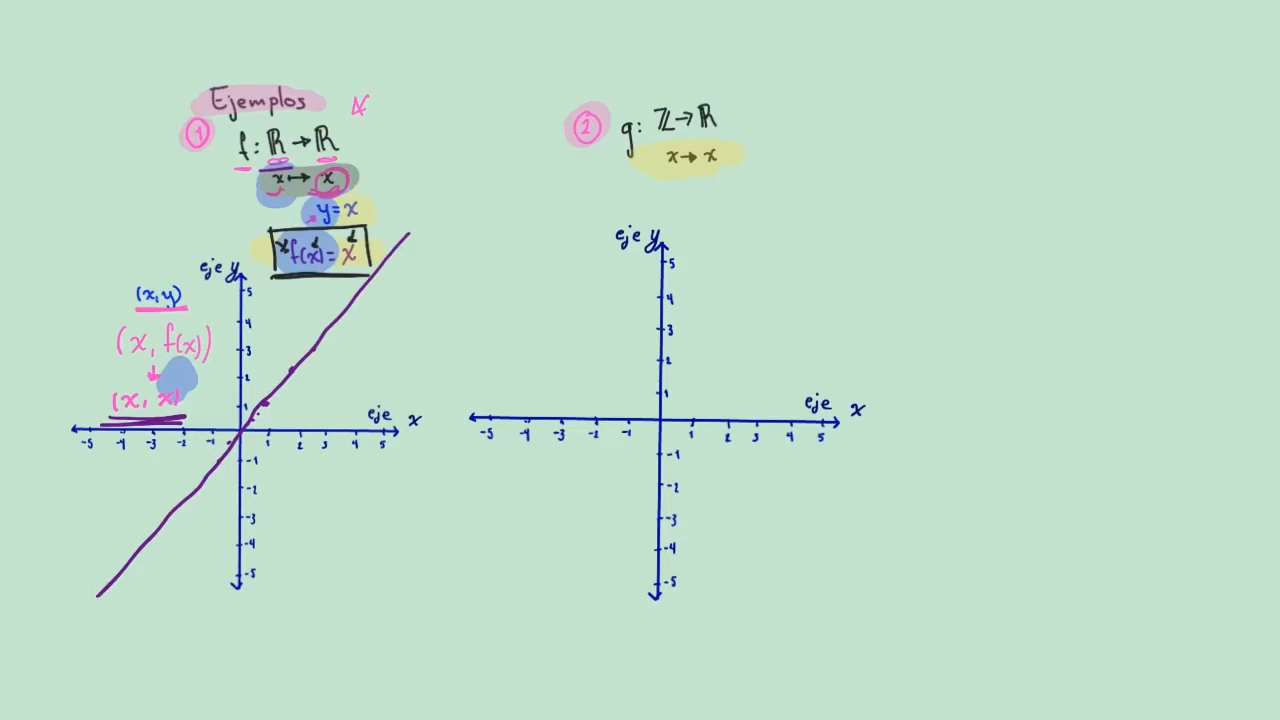 Ejemplos
1
f: ℝ → ℝ
x ↦ x
y = x
f(x) = x
(x, y)
(x, f(x))
(x, x)
eje y
5
4
3
2
1
-5 -4 -3 -2 -1 1 2 3 4 5
eje x
-1
-2
-3
-4
-5
2
g: ℤ → ℝ
x → x
eje y
5
4
3
2
1
eje x
-5 -4 -3 -2 -1 1 2 3 4 5
-1
-2
-3
-4
-5